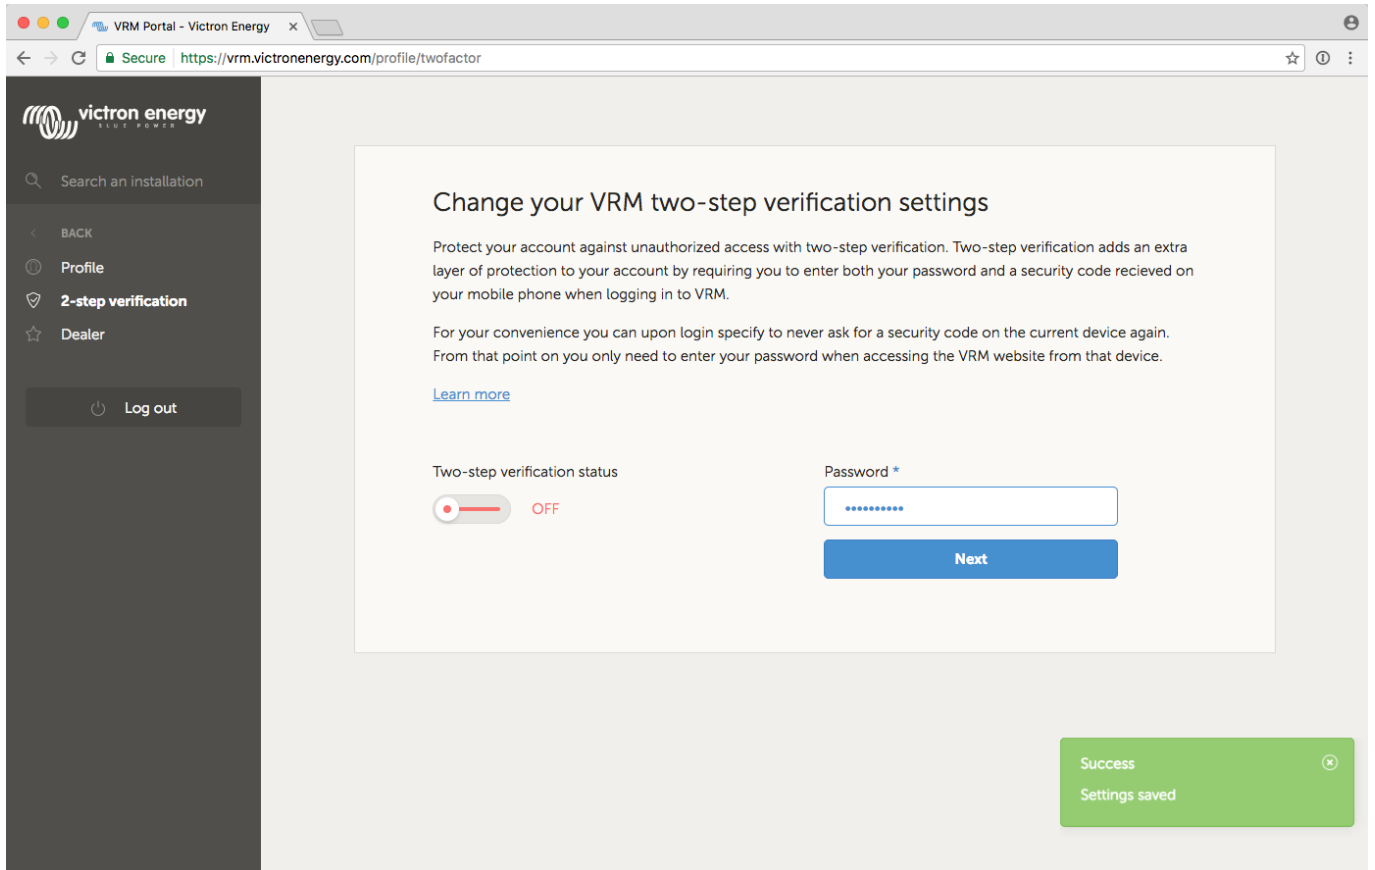 VRM Portal - Victron Energy
Secure https://vrm.victronenergy.com/profile/twofactor
victron energy
BLUE POWER
Search an installation
BACK
Profile
2-step verification
Dealer
Log out
Change your VRM two-step verification settings
Protect your account against unauthorized access with two-step verification. Two-step verification adds an extra
layer of protection to your account by requiring you to enter both your password and a security code recieved on
your mobile phone when logging in to VRM.
For your convenience you can upon login specify to never ask for a security code on the current device again.
From that point on you only need to enter your password when accessing the VRM website from that device.
Learn more
Two-step verification status
OFF
Password *
••••••••••
Next
Success
Settings saved